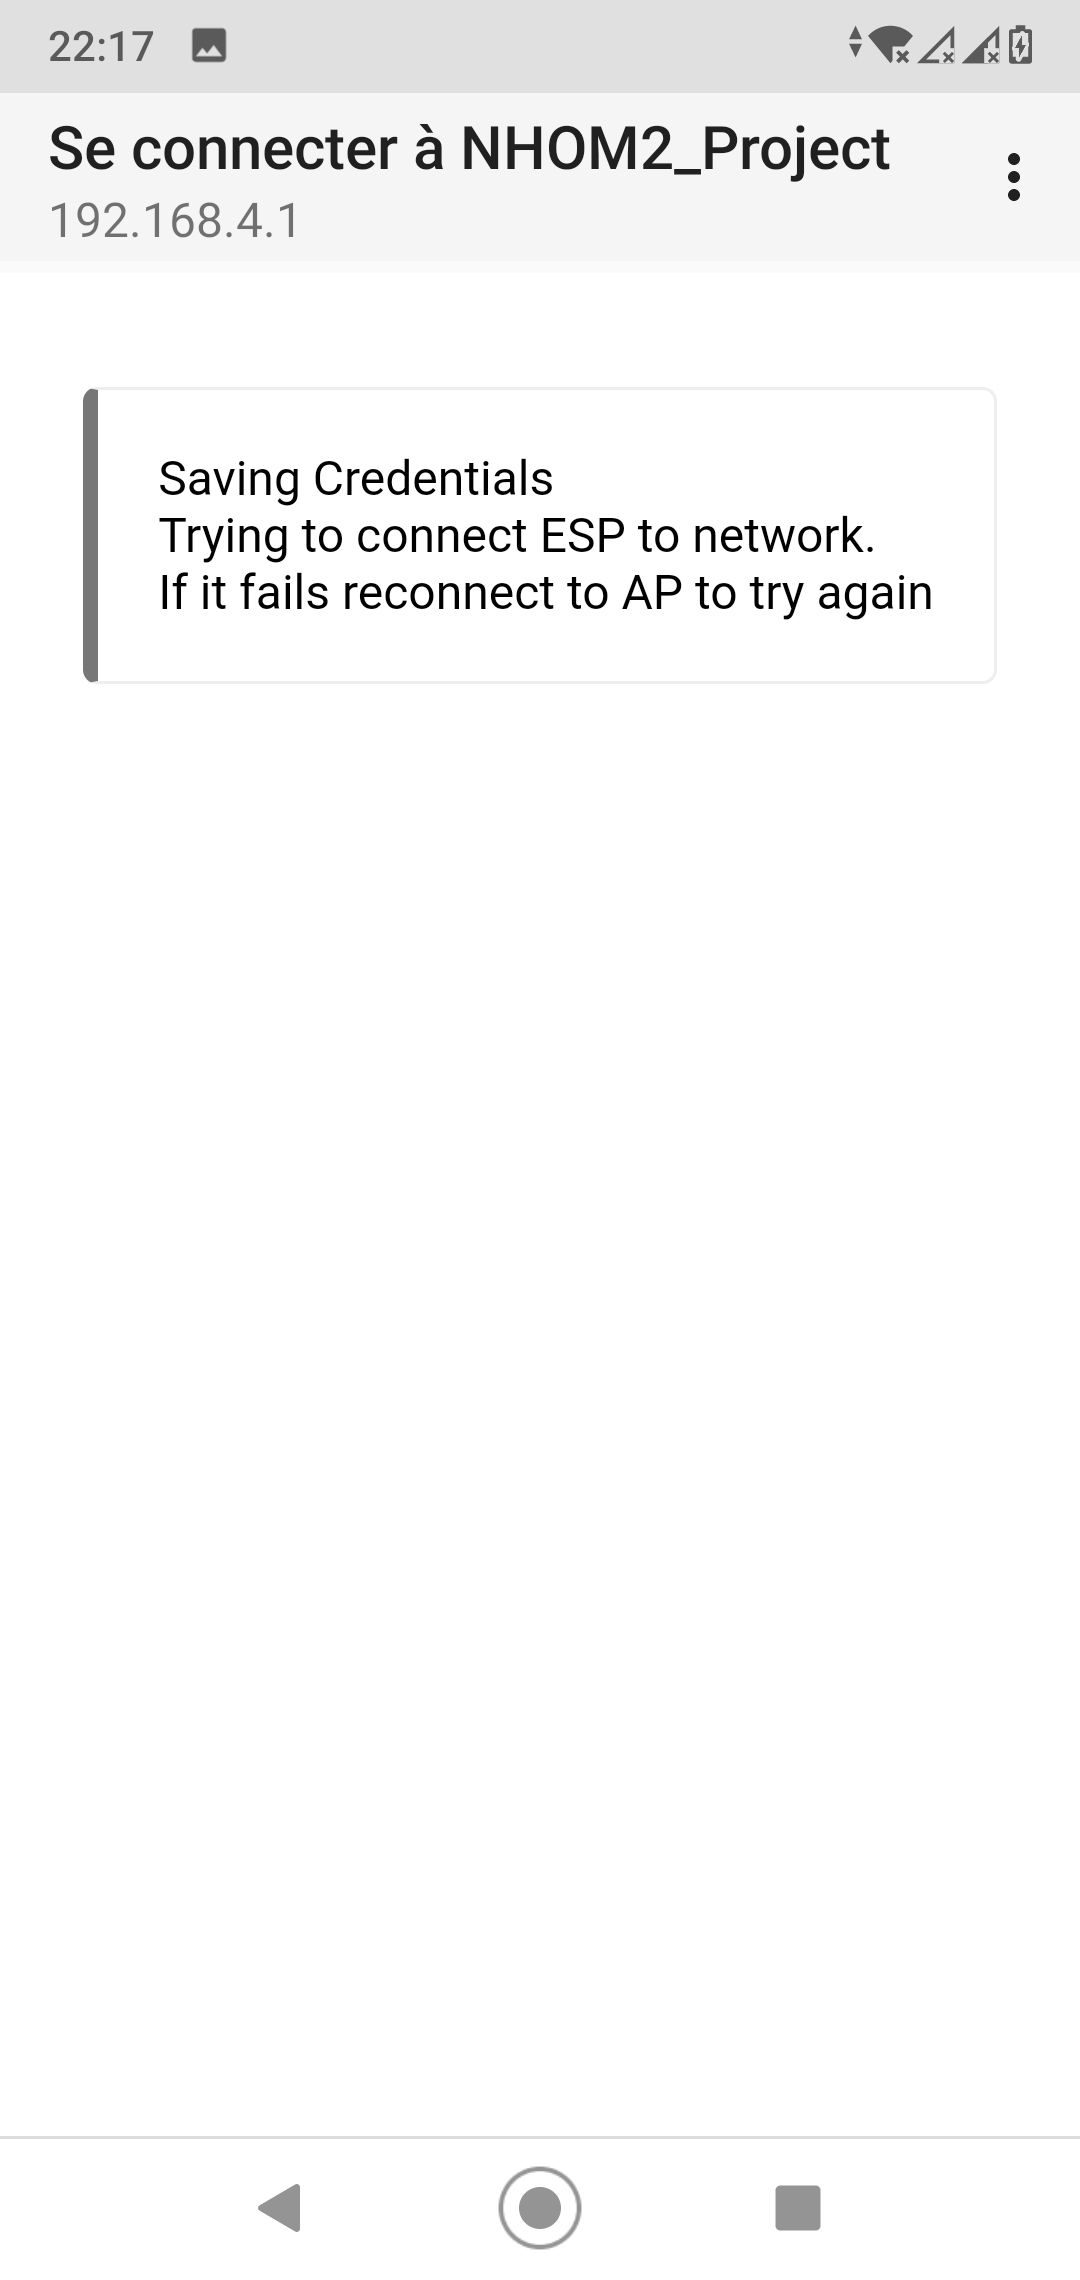 22:17
Se connecter à NHOM2_Project
192.168.4.1
Saving Credentials
Trying to connect ESP to network.
If it fails reconnect to AP to try again